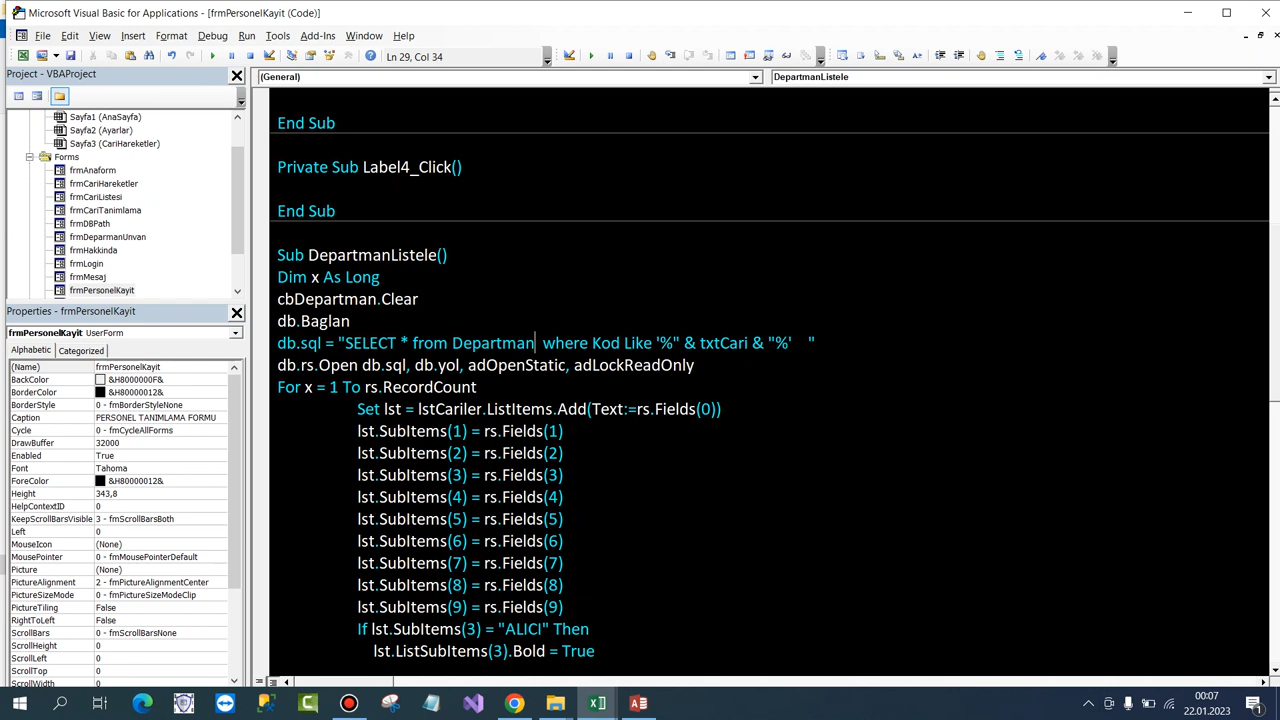 Microsoft Visual Basic for Applications - [frmPersonelKayit (Code)]
File Edit View Insert Format Debug Run Tools Add-Ins Window Help
Ln 29, Col 34
Project - VBAProject
(General)
DepartmanListele
Sayfa1 (AnaSayfa)
Sayfa2 (Ayarlar)
Sayfa3 (CariHareketler)
Forms
frmAnaform
frmCariHareketler
frmCariListesi
frmCariTanimlama
frmDBPath
frmDeparmanUnvan
frmHakkinda
frmLogin
frmMesaj
frmPersonelKayit
Properties - frmPersonelKayit
frmPersonelKayit UserForm
Alphabetic Categorized
(Name) frmPersonelKayit
BackColor &H8000000F&
BorderColor &H80000012&
BorderStyle 0 - fmBorderStyleNone
Caption PERSONEL TANIMLAMA FORMU
Cycle 0 - fmCycleAllForms
DrawBuffer 32000
Enabled True
Font Tahoma
ForeColor &H80000012&
Height 343,8
HelpContextID 0
KeepScrollBarsVisible 3 - fmScrollBarsBoth
Left 0
MouseIcon (None)
MousePointer 0 - fmMousePointerDefault
Picture (None)
PictureAlignment 2 - fmPictureAlignmentCenter
PictureSizeMode 0 - fmPictureSizeModeClip
PictureTiling False
RightToLeft False
ScrollBars 0 - fmScrollBarsNone
ScrollHeight 0
ScrollLeft 0
ScrollTop 0
ScrollWidth 0
End Sub
Private Sub Label4_Click()
End Sub
Sub DepartmanListele()
Dim x As Long
cbDepartman.Clear
db.Baglan
db.sql = "SELECT * from Departman where Kod Like '%" & txtCari & "%' "
db.rs.Open db.sql, db.yol, adOpenStatic, adLockReadOnly
For x = 1 To rs.RecordCount
Set lst = lstCariler.ListItems.Add(Text:=rs.Fields(0))
lst.SubItems(1) = rs.Fields(1)
lst.SubItems(2) = rs.Fields(2)
lst.SubItems(3) = rs.Fields(3)
lst.SubItems(4) = rs.Fields(4)
lst.SubItems(5) = rs.Fields(5)
lst.SubItems(6) = rs.Fields(6)
lst.SubItems(7) = rs.Fields(7)
lst.SubItems(8) = rs.Fields(8)
lst.SubItems(9) = rs.Fields(9)
If lst.SubItems(3) = "ALICI" Then
lst.ListSubItems(3).Bold = True
00:07
22.01.2023